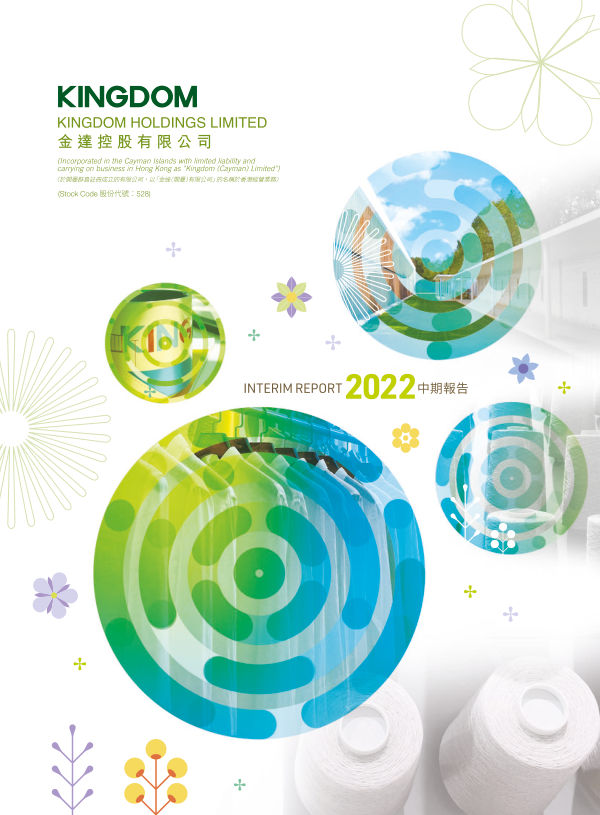 KINGDOM
KINGDOM HOLDINGS LIMITED
金達控股有限公司
(Incorporated in the Cayman Islands with limited liability and
carrying on business in Hong Kong as "Kingdom (Cayman) Limited")
(於開曼群島註冊成立的有限公司，以「金達(開曼)有限公司」的名稱於香港經營業務)
(Stock Code 股份代號：528)
KING
INTERIM REPORT 2022 中期報告